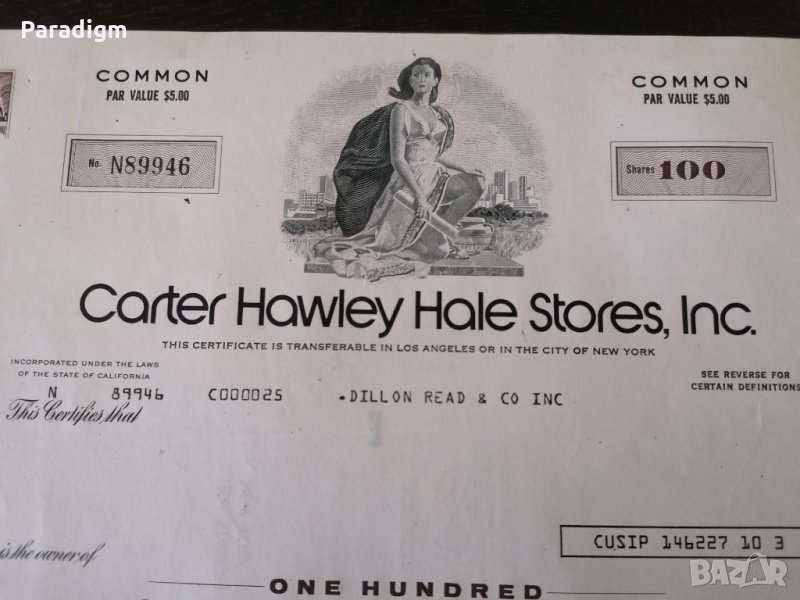 Paradigm
COMMON
PAR VALUE $5.00
COMMON
PAR VALUE $5.00
No. N89946
Shares 100
Carter Hawley Hale Stores, Inc.
THIS CERTIFICATE IS TRANSFERABLE IN LOS ANGELES OR IN THE CITY OF NEW YORK
INCORPORATED UNDER THE LAWS
OF THE STATE OF CALIFORNIA
SEE REVERSE FOR
CERTAIN DEFINITIONS
N 89946 C000025 .DILLON READ & CO INC
This Certifies that
is the owner of
CUSIP 146227 10 3
ONE HUNDRED
BAZAR